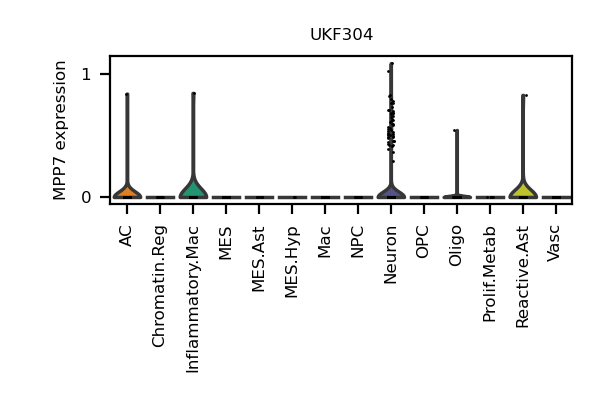 UKF304
MPP7 expression
1
0
AC
Chromatin.Reg
Inflammatory.Mac
MES
MES.Ast
MES.Hyp
Mac
NPC
Neuron
OPC
Oligo
Prolif.Metab
Reactive.Ast
Vasc